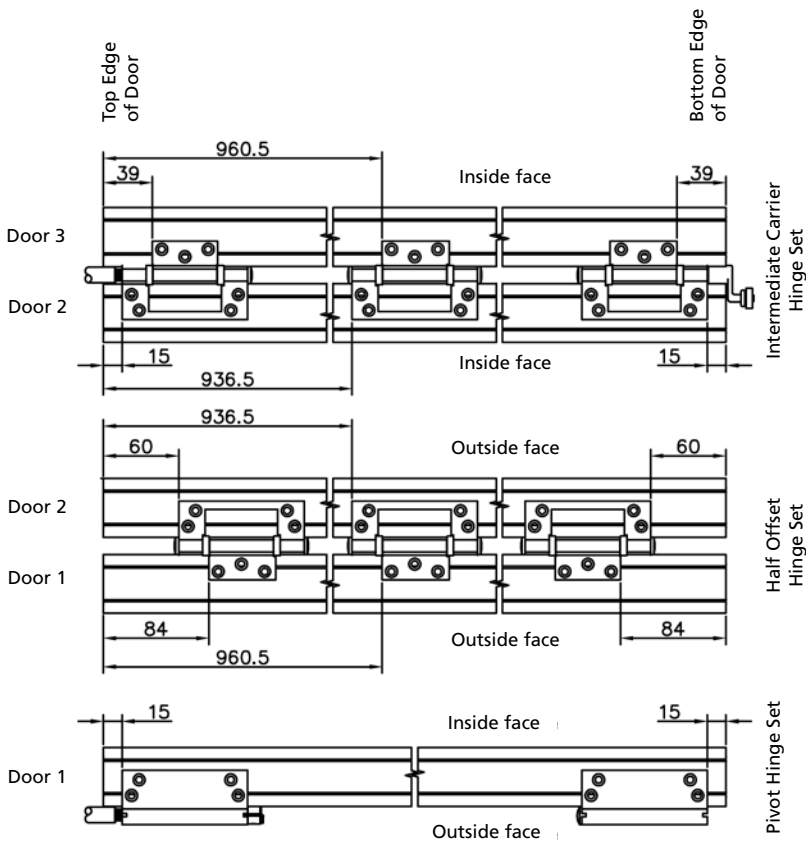 Top Edge
of Door
Bottom Edge
of Door
960.5
39
Inside face
39
Door 3
Door 2
Intermediate Carrier
Hinge Set
15
Inside face
15
936.5
936.5
60
Outside face
60
Door 2
Door 1
Half Offset
Hinge Set
84
Outside face
84
960.5
15
Inside face
15
Door 1
Pivot Hinge Set
Outside face